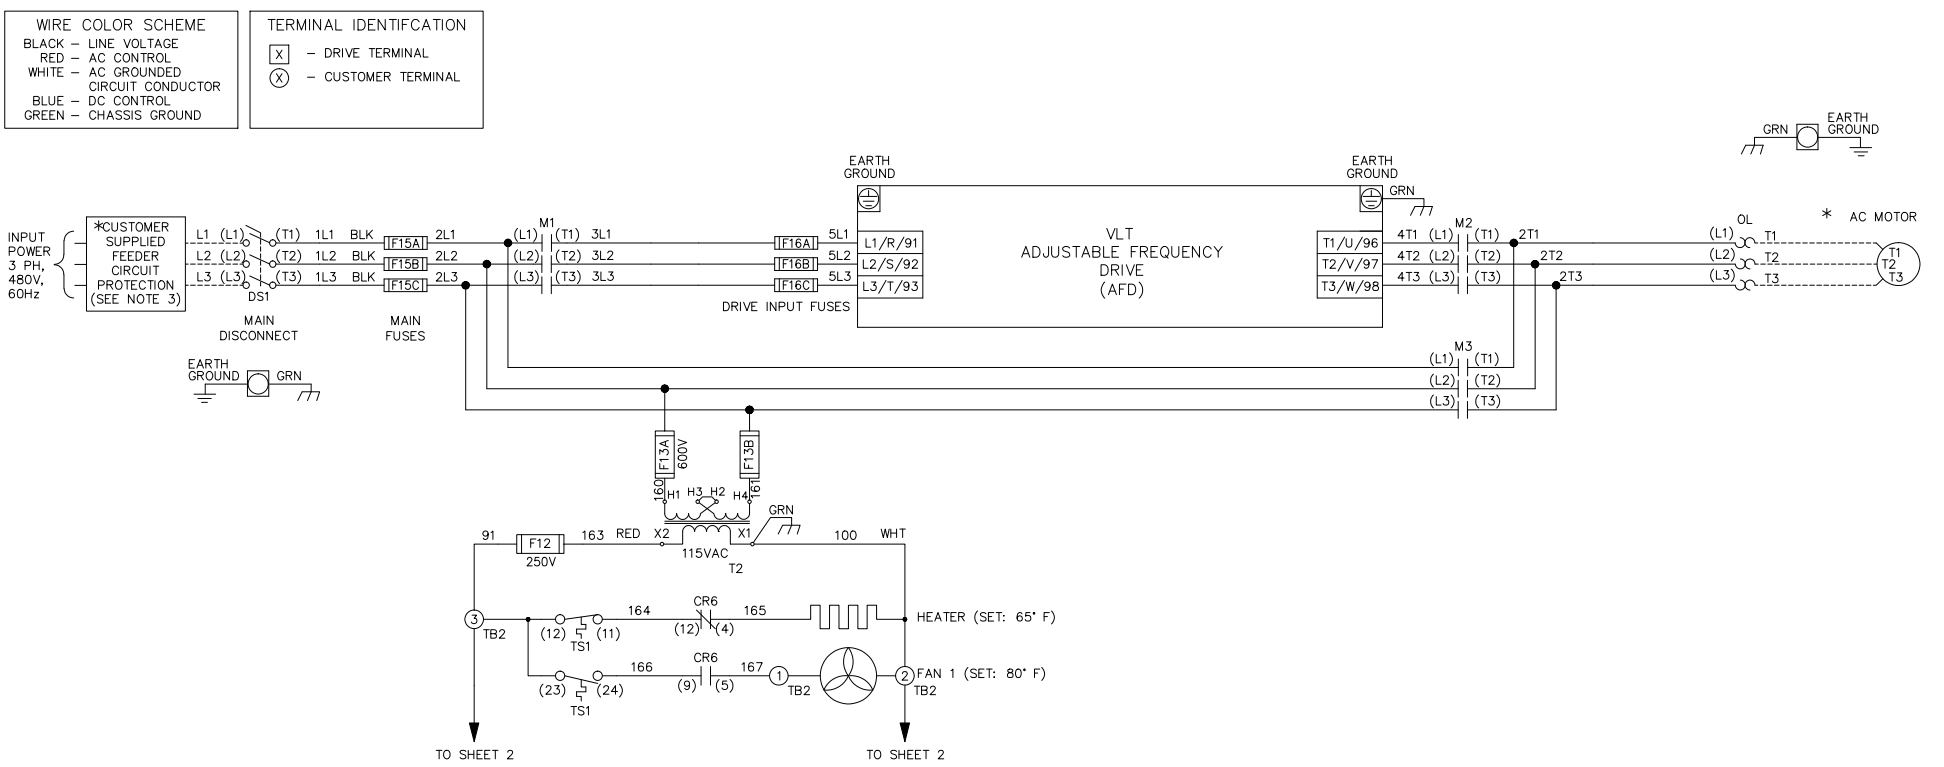 WIRE COLOR SCHEME
BLACK – LINE VOLTAGE
RED – AC CONTROL
WHITE – AC GROUNDED
CIRCUIT CONDUCTOR
BLUE – DC CONTROL
GREEN – CHASSIS GROUND
TERMINAL IDENTIFCATION
X – DRIVE TERMINAL
X – CUSTOMER TERMINAL
GRN
EARTH
GROUND
EARTH
GROUND
EARTH
GROUND
GRN
INPUT
POWER
3 PH,
480V,
60Hz
*CUSTOMER
SUPPLIED
FEEDER
CIRCUIT
PROTECTION
(SEE NOTE 3)
L1 (L1) (T1) 1L1 BLK F15A 2L1 (L1) M1 (T1) 3L1 F16A 5L1 L1/R/91
L2 (L2) (T2) 1L2 BLK F15B 2L2 (L2) (T2) 3L2 F16B 5L2 L2/S/92
L3 (L3) (T3) 1L3 BLK F15C 2L3 (L3) (T3) 3L3 F16C 5L3 L3/T/93
DS1
MAIN
DISCONNECT
MAIN
FUSES
DRIVE INPUT FUSES
VLT
ADJUSTABLE FREQUENCY
DRIVE
(AFD)
T1/U/96 4T1 (L1) M2 (T1) 2T1
T2/V/97 4T2 (L2) (T2) 2T2
T3/W/98 4T3 (L3) (T3) 2T3
OL
(L1) T1
(L2) T2
(L3) T3
* AC MOTOR
T1
T2
T3
EARTH
GROUND GRN
M3
(L1) (T1)
(L2) (T2)
(L3) (T3)
F13A
600V
F13B
160
161
H1 H3 H2 H4
GRN
91 F12 163 RED X2 X1 100 WHT
250V
115VAC
T2
3
TB2
(12) (11)
TS1
164
CR6
(12) (4)
165
HEATER (SET: 65° F)
(23) (24)
TS1
166
CR6
(9) (5)
167
1
TB2
2
TB2
FAN 1 (SET: 80° F)
TO SHEET 2
TO SHEET 2